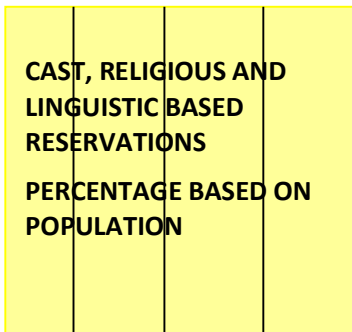 CAST, RELIGIOUS AND
LINGUISTIC BASED
RESERVATIONS
PERCENTAGE BASED ON
POPULATION